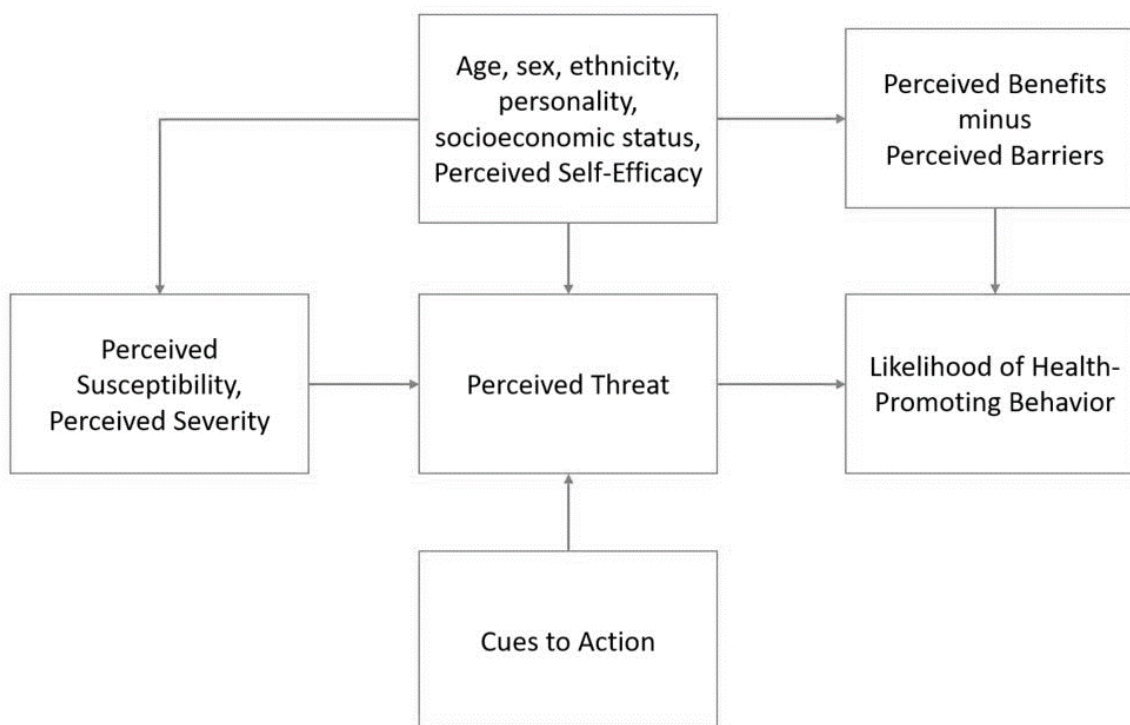 Age, sex, ethnicity,
personality,
socioeconomic status,
Perceived Self-Efficacy
Perceived Benefits
minus
Perceived Barriers
Perceived
Susceptibility,
Perceived Severity
Perceived Threat
Likelihood of Health-
Promoting Behavior
Cues to Action